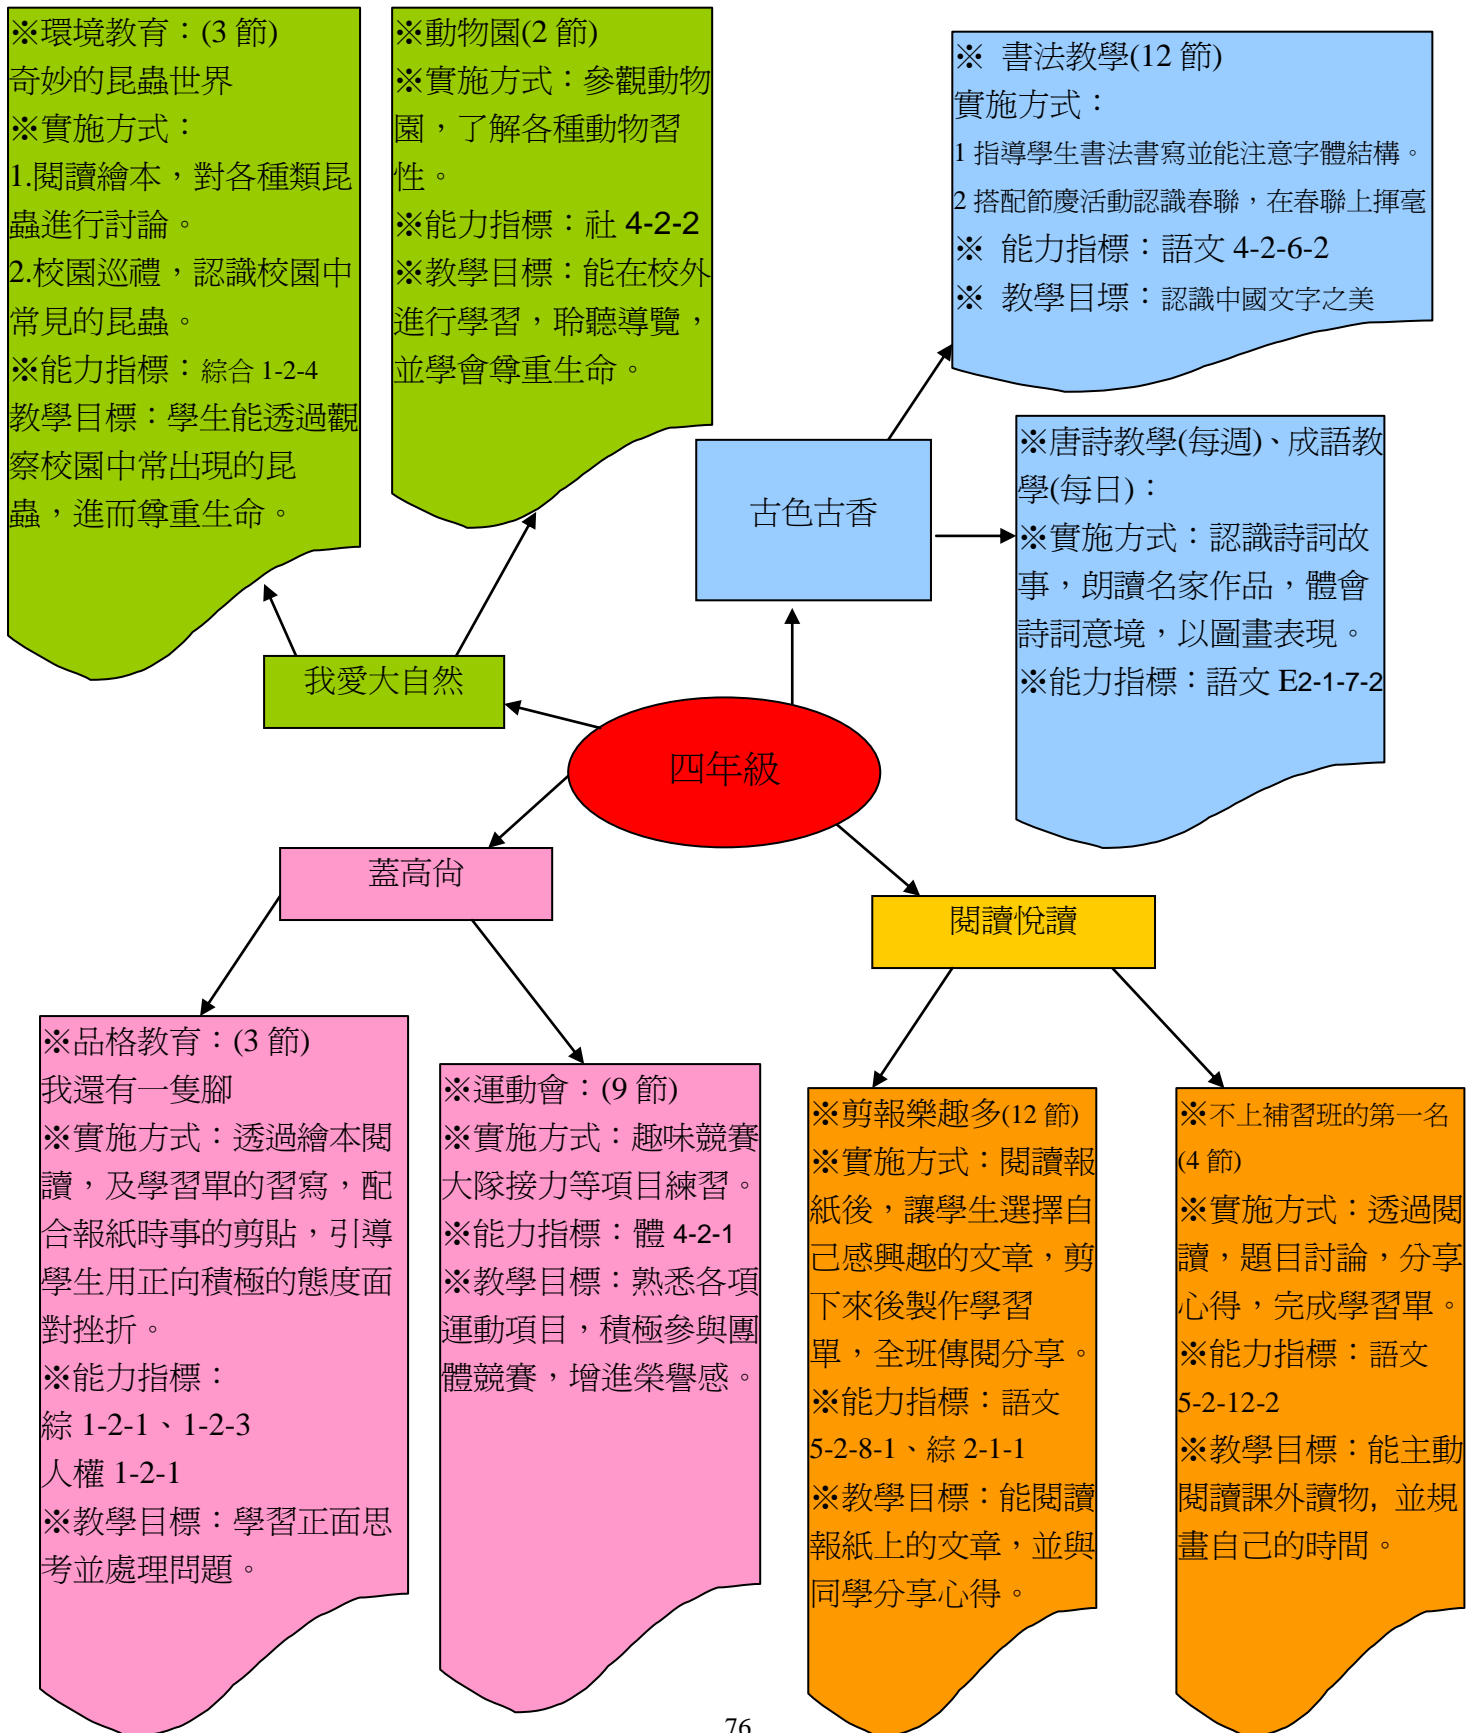 ※環境教育：(3 節)
奇妙的昆蟲世界
※實施方式：
1.閱讀繪本，對各種類昆
蟲進行討論。
2.校園巡禮，認識校園中
常見的昆蟲。
※能力指標：綜合 1-2-4
教學目標：學生能透過觀
察校園中常出現的昆
蟲，進而尊重生命。
※動物園(2 節)
※實施方式：參觀動物
園，了解各種動物習
性。
※能力指標：社 4-2-2
※教學目標：能在校外
進行學習，聆聽導覽，
並學會尊重生命。
※ 書法教學(12 節)
實施方式：
1 指導學生書法書寫並能注意字體結構。
2 搭配節慶活動認識春聯，在春聯上揮毫
※ 能力指標：語文 4-2-6-2
※ 教學目標：認識中國文字之美
古色古香
※唐詩教學(每週)、成語教
學(每日)：
※實施方式：認識詩詞故
事，朗讀名家作品，體會
詩詞意境，以圖畫表現。
※能力指標：語文 E2-1-7-2
我愛大自然
四年級
蓋高尚
閱讀悅讀
※品格教育：(3 節)
我還有一隻腳
※實施方式：透過繪本閱
讀，及學習單的習寫，配
合報紙時事的剪貼，引導
學生用正向積極的態度面
對挫折。
※能力指標：
綜 1-2-1、1-2-3
人權 1-2-1
※教學目標：學習正面思
考並處理問題。
※運動會：(9 節)
※實施方式：趣味競賽
大隊接力等項目練習。
※能力指標：體 4-2-1
※教學目標：熟悉各項
運動項目，積極參與團
體競賽，增進榮譽感。
※剪報樂趣多(12 節)
※實施方式：閱讀報
紙後，讓學生選擇自
己感興趣的文章，剪
下來後製作學習
單，全班傳閱分享。
※能力指標：語文
5-2-8-1、綜 2-1-1
※教學目標：能閱讀
報紙上的文章，並與
同學分享心得。
※不上補習班的第一名
(4 節)
※實施方式：透過閱
讀，題目討論，分享
心得，完成學習單。
※能力指標：語文
5-2-12-2
※教學目標：能主動
閱讀課外讀物, 並規
畫自己的時間。
76